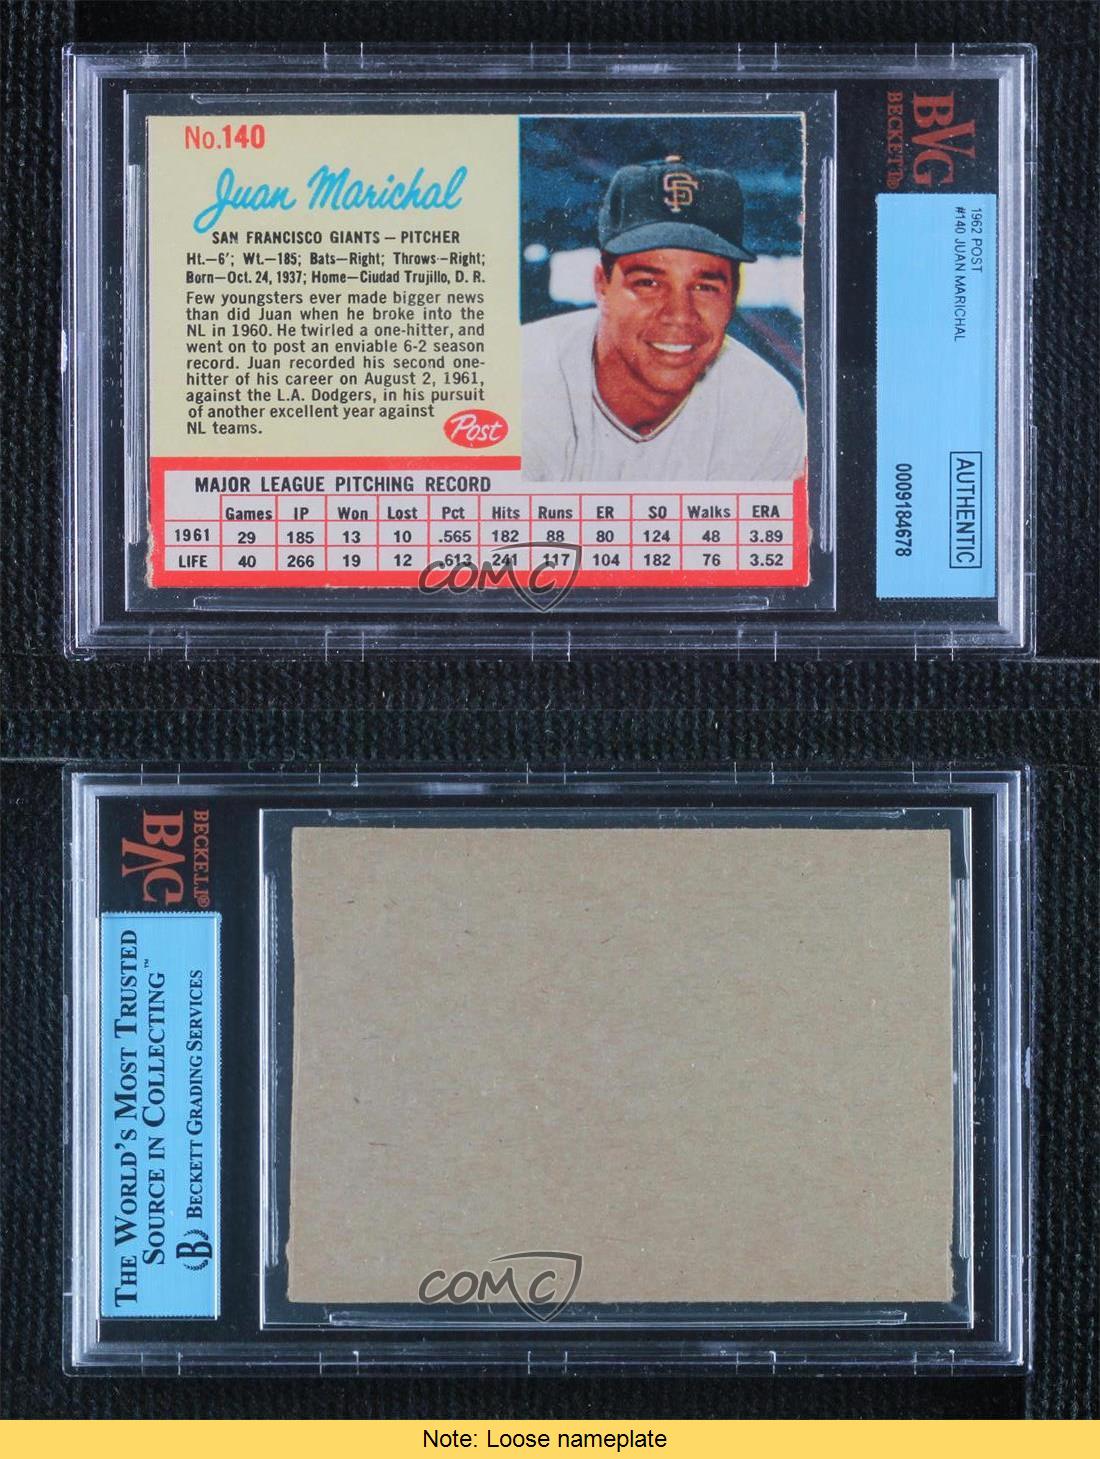 No.140
Juan Marichal
SAN FRANCISCO GIANTS – PITCHER
Ht.—6'; Wt.—185; Bats—Right; Throws—Right;
Born—Oct. 24, 1937; Home—Ciudad Trujillo, D. R.
Few youngsters ever made bigger news
than did Juan when he broke into the
NL in 1960. He twirled a one-hitter, and
went on to post an enviable 6-2 season
record. Juan recorded his second one-
hitter of his career on August 2, 1961,
against the L.A. Dodgers, in his pursuit
of another excellent year against
NL teams.
Post
SF
MAJOR LEAGUE PITCHING RECORD
Games IP Won Lost Pct Hits Runs ER SO Walks ERA
1961 29 185 13 10 .565 182 88 80 124 48 3.89
LIFE 40 266 19 12 .613 241 117 104 182 76 3.52
COMC
BVG
BECKETT®
1962 POST
#140 JUAN MARICHAL
AUTHENTIC
0009184678
BECKETT®
BVG
THE WORLD'S MOST TRUSTED
SOURCE IN COLLECTING™
B BECKETT GRADING SERVICES
COMC
Note: Loose nameplate